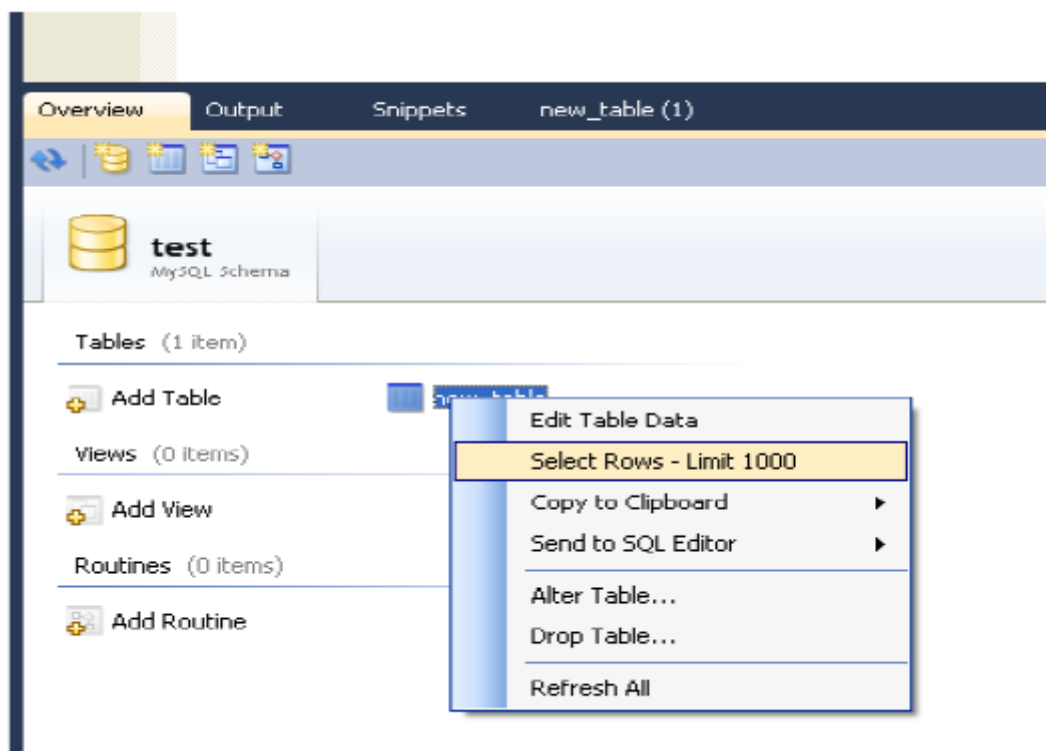 Overview Output Snippets new_table (1)
test
MySQL Schema
Tables (1 item)
Add Table new_table
Views (0 items)
Add View
Routines (0 items)
Add Routine
Edit Table Data
Select Rows - Limit 1000
Copy to Clipboard
Send to SQL Editor
Alter Table...
Drop Table...
Refresh All